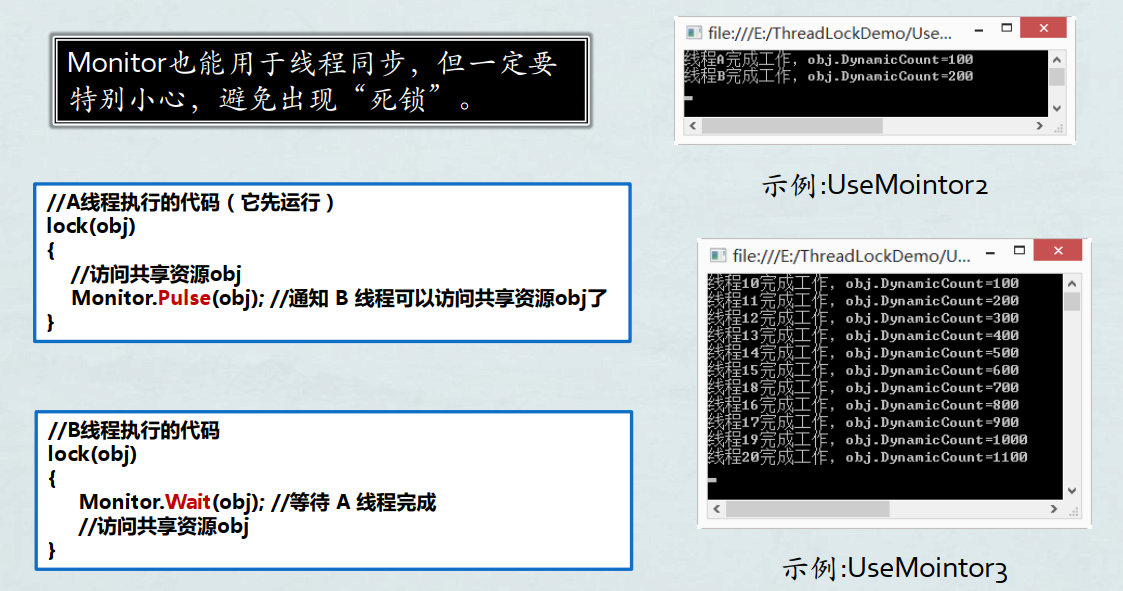 Monitor也能用于线程同步，但一定要
特别小心，避免出现“死锁”。
//A线程执行的代码（它先运行）
lock(obj)
{
//访问共享资源obj
Monitor.Pulse(obj); //通知 B 线程可以访问共享资源obj了
}
//B线程执行的代码
lock(obj)
{
Monitor.Wait(obj); //等待 A 线程完成
//访问共享资源obj
}
file:///E:/ThreadLockDemo/Use...
线程A完成工作，obj.DynamicCount=100
线程B完成工作，obj.DynamicCount=200
示例:UseMointor2
file:///E:/ThreadLockDemo/U...
线程10完成工作，obj.DynamicCount=100
线程11完成工作，obj.DynamicCount=200
线程12完成工作，obj.DynamicCount=300
线程13完成工作，obj.DynamicCount=400
线程14完成工作，obj.DynamicCount=500
线程15完成工作，obj.DynamicCount=600
线程18完成工作，obj.DynamicCount=700
线程16完成工作，obj.DynamicCount=800
线程17完成工作，obj.DynamicCount=900
线程19完成工作，obj.DynamicCount=1000
线程20完成工作，obj.DynamicCount=1100
示例:UseMointor3